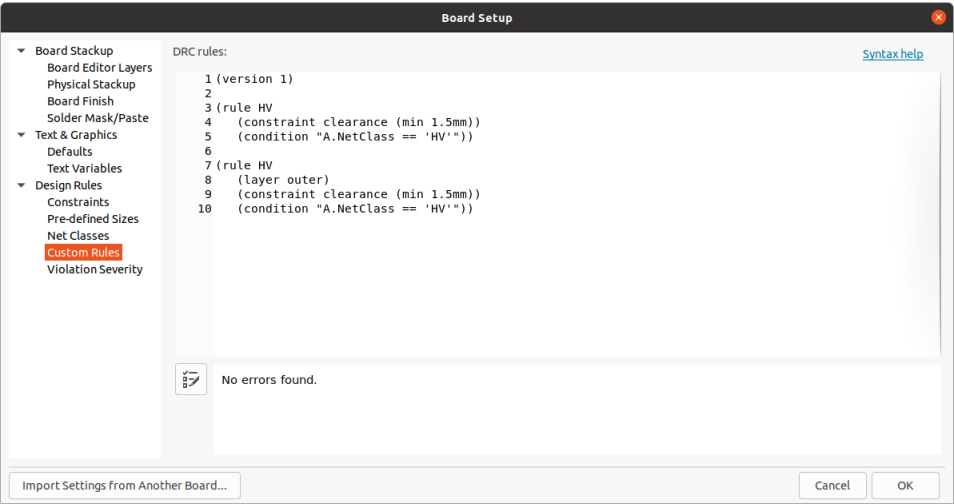 Board Setup
Board Stackup
Board Editor Layers
Physical Stackup
Board Finish
Solder Mask/Paste
Text & Graphics
Defaults
Text Variables
Design Rules
Constraints
Pre-defined Sizes
Net Classes
Custom Rules
Violation Severity
DRC rules:
Syntax help
1 (version 1)
2
3 (rule HV
4    (constraint clearance (min 1.5mm))
5    (condition "A.NetClass == 'HV'"))
6
7 (rule HV
8    (layer outer)
9    (constraint clearance (min 1.5mm))
10    (condition "A.NetClass == 'HV'"))
No errors found.
Import Settings from Another Board...
Cancel
OK